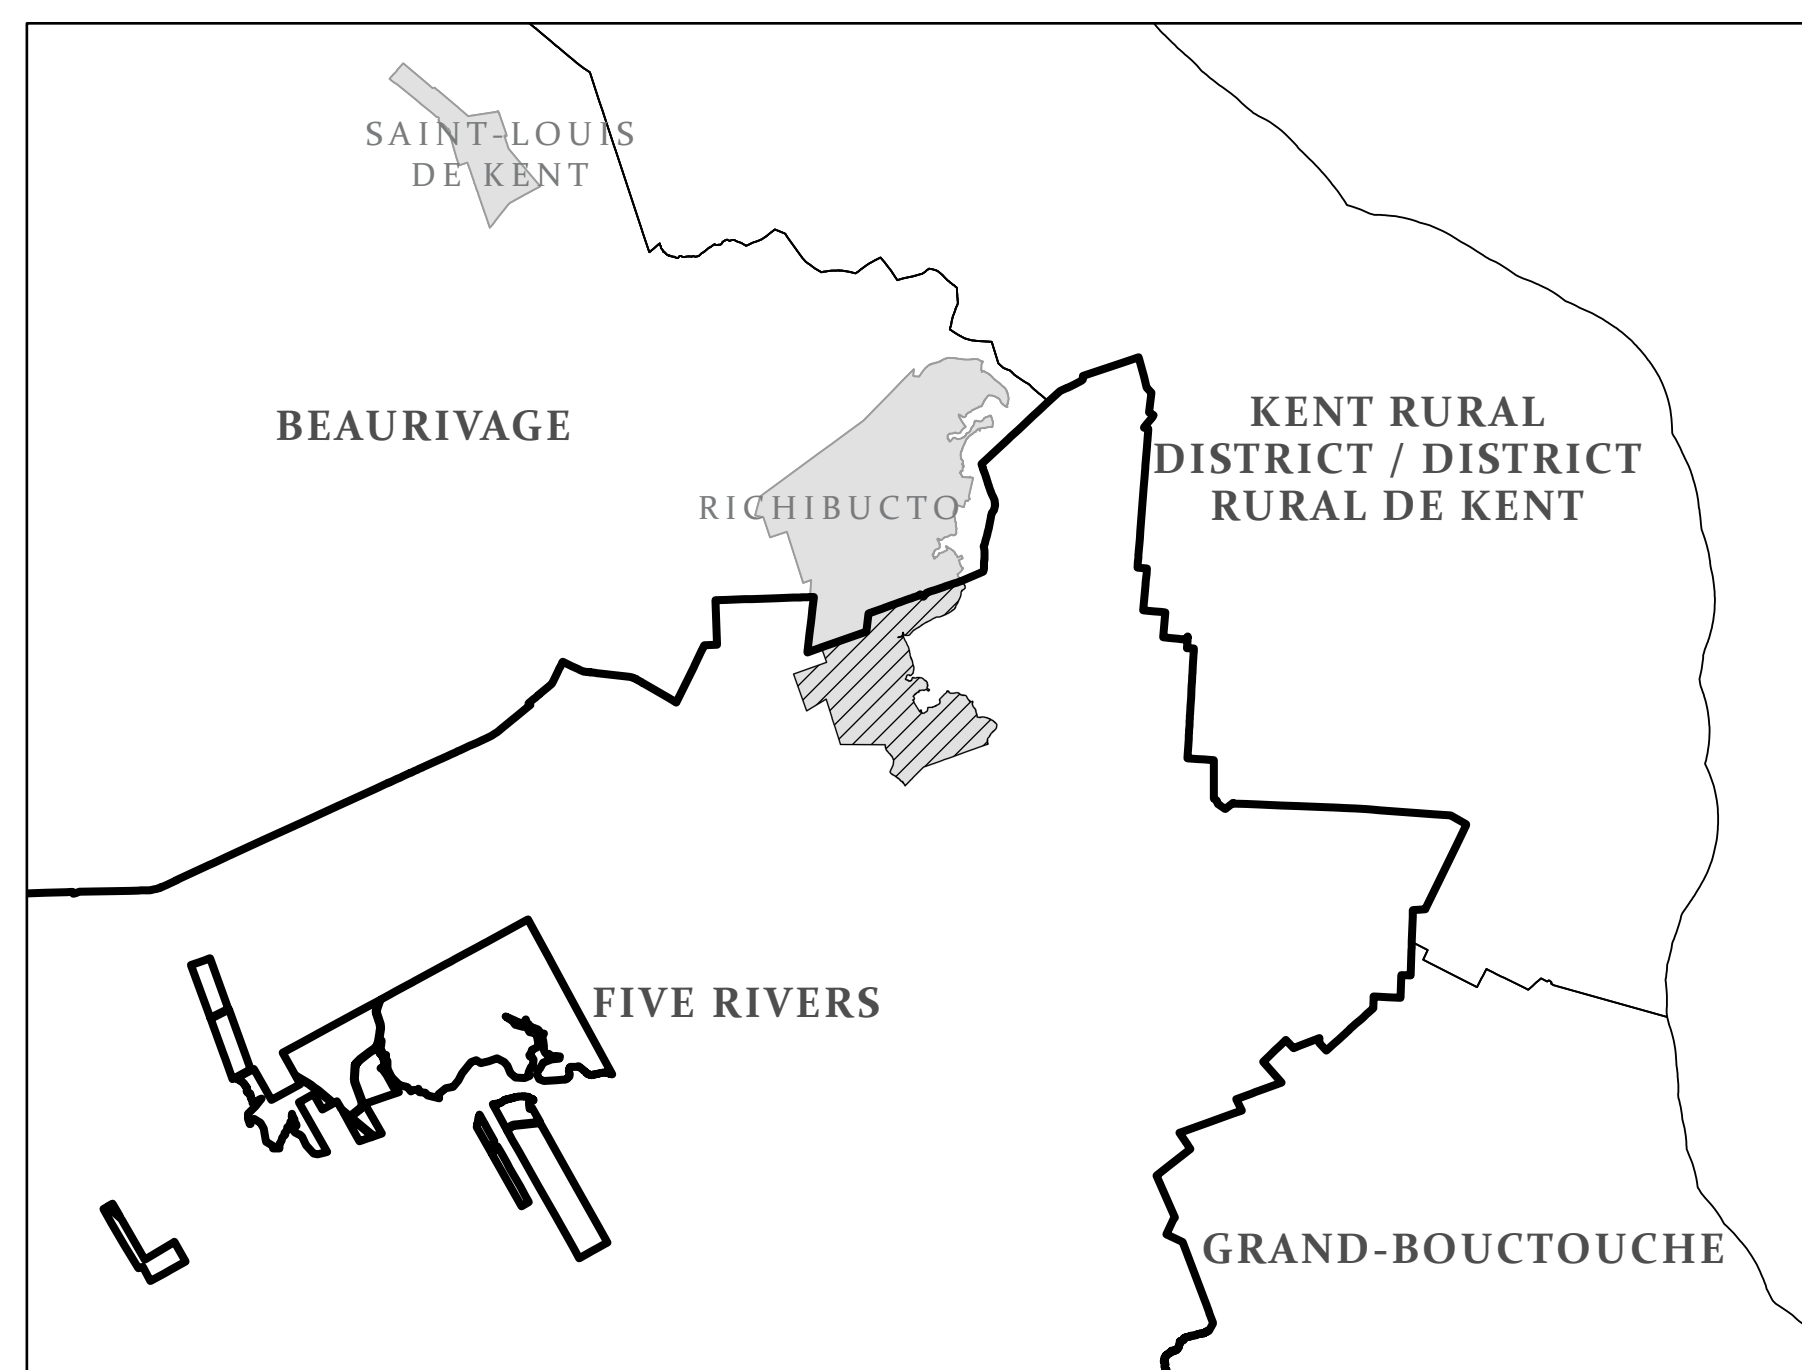 SAINT-LOUIS
DE KENT
BEAURIVAGE
KENT RURAL
DISTRICT / DISTRICT
RURAL DE KENT
RICHIBUCTO
FIVE RIVERS
GRAND-BOUCTOUCHE